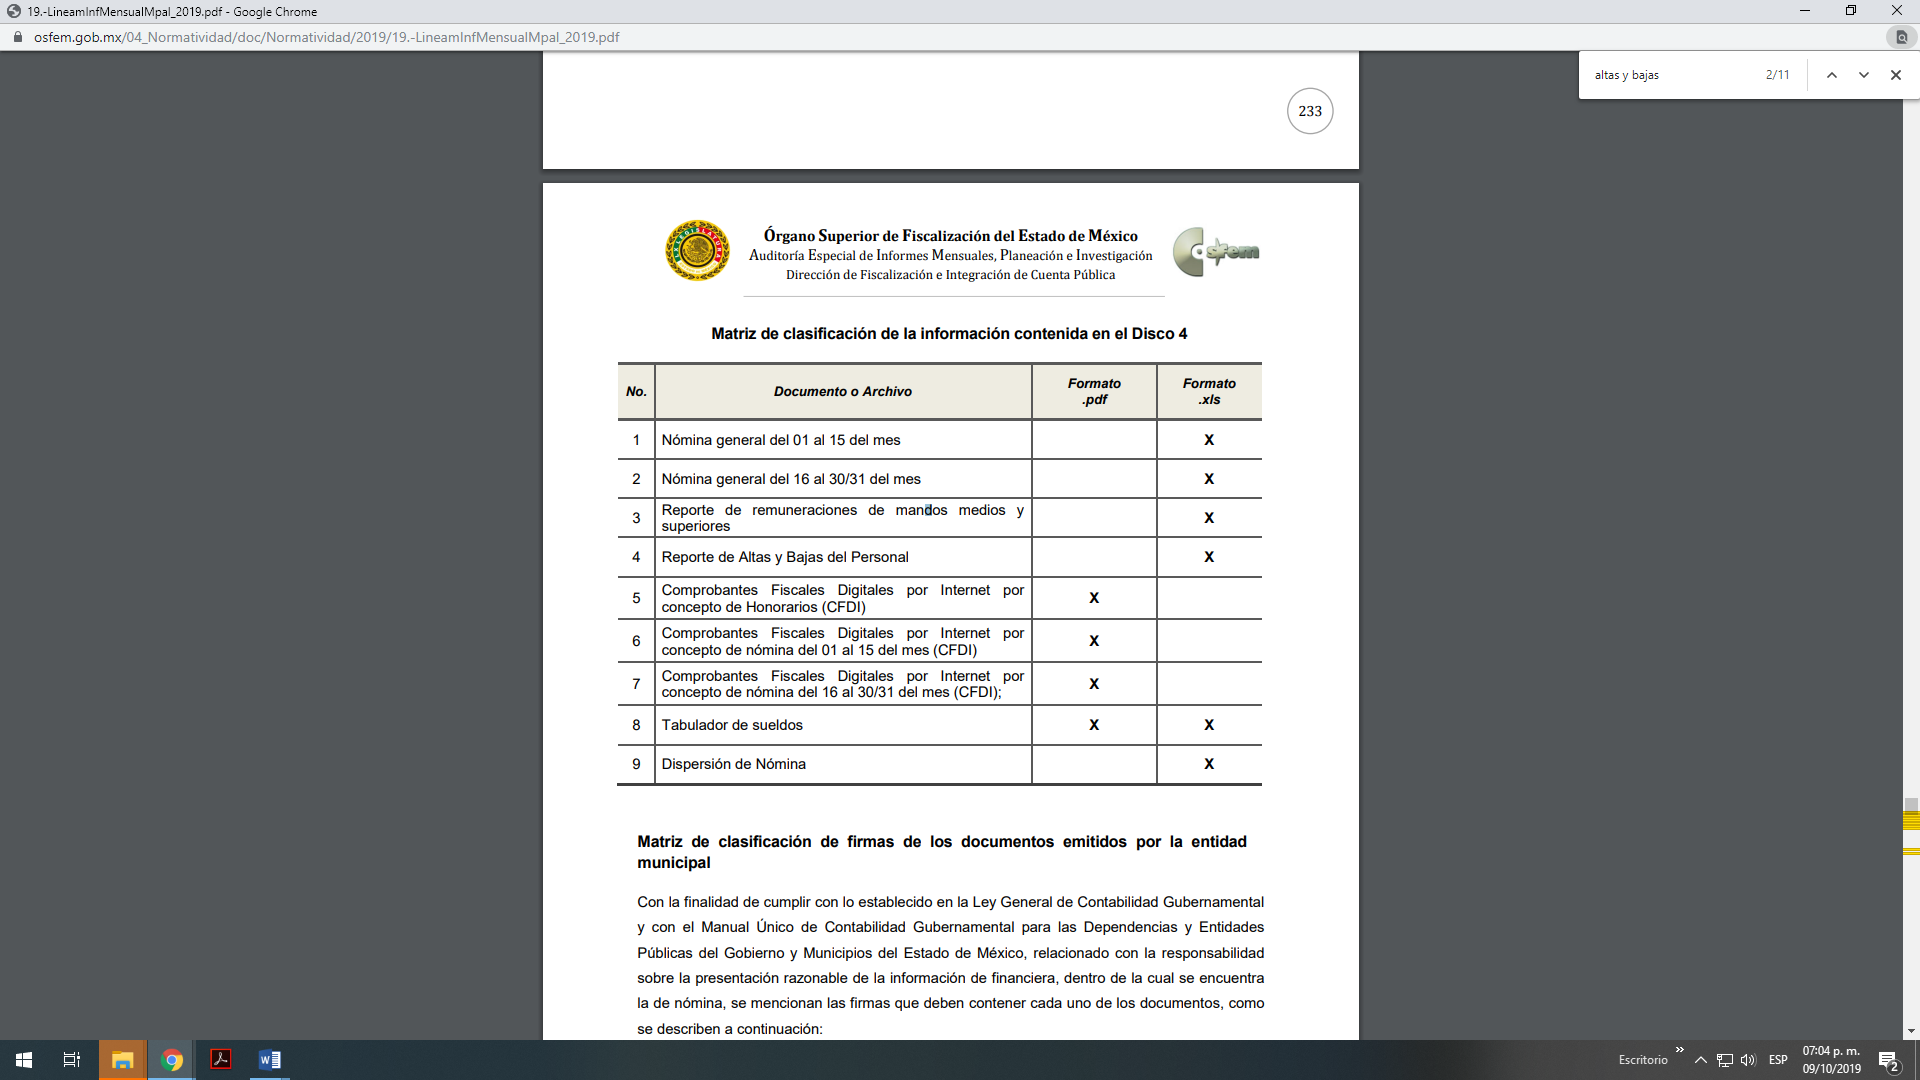 19.-LineamInfMensualMpal_2019.pdf - Google Chrome
osfem.gob.mx/04_Normatividad/doc/Normatividad/2019/19.-LineamInfMensualMpal_2019.pdf
altas y bajas 2/11
233
Órgano Superior de Fiscalización del Estado de México
Auditoría Especial de Informes Mensuales, Planeación e Investigación
Dirección de Fiscalización e Integración de Cuenta Pública
osfem
Matriz de clasificación de la información contenida en el Disco 4
No. Documento o Archivo Formato .pdf Formato .xls
1 Nómina general del 01 al 15 del mes X
2 Nómina general del 16 al 30/31 del mes X
3 Reporte de remuneraciones de mandos medios y
superiores X
4 Reporte de Altas y Bajas del Personal X
5 Comprobantes Fiscales Digitales por Internet por
concepto de Honorarios (CFDI) X
6 Comprobantes Fiscales Digitales por Internet por
concepto de nómina del 01 al 15 del mes (CFDI) X
7 Comprobantes Fiscales Digitales por Internet por
concepto de nómina del 16 al 30/31 del mes (CFDI); X
8 Tabulador de sueldos X X
9 Dispersión de Nómina X
Matriz de clasificación de firmas de los documentos emitidos por la entidad
municipal
Con la finalidad de cumplir con lo establecido en la Ley General de Contabilidad Gubernamental
y con el Manual Único de Contabilidad Gubernamental para las Dependencias y Entidades
Públicas del Gobierno y Municipios del Estado de México, relacionado con la responsabilidad
sobre la presentación razonable de la información de financiera, dentro de la cual se encuentra
la de nómina, se mencionan las firmas que deben contener cada uno de los documentos, como
se describen a continuación:
Escritorio » ESP 07:04 p. m.
09/10/2019 2